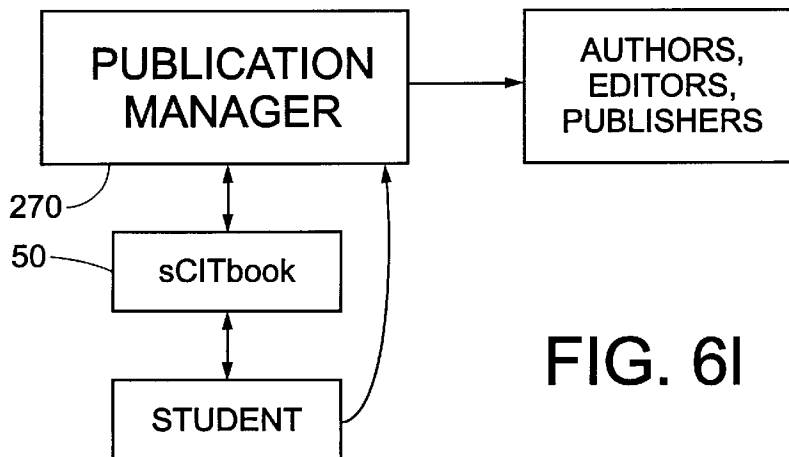 PUBLICATION
MANAGER
AUTHORS,
EDITORS,
PUBLISHERS
270
50
sCITbook
STUDENT
FIG. 6I